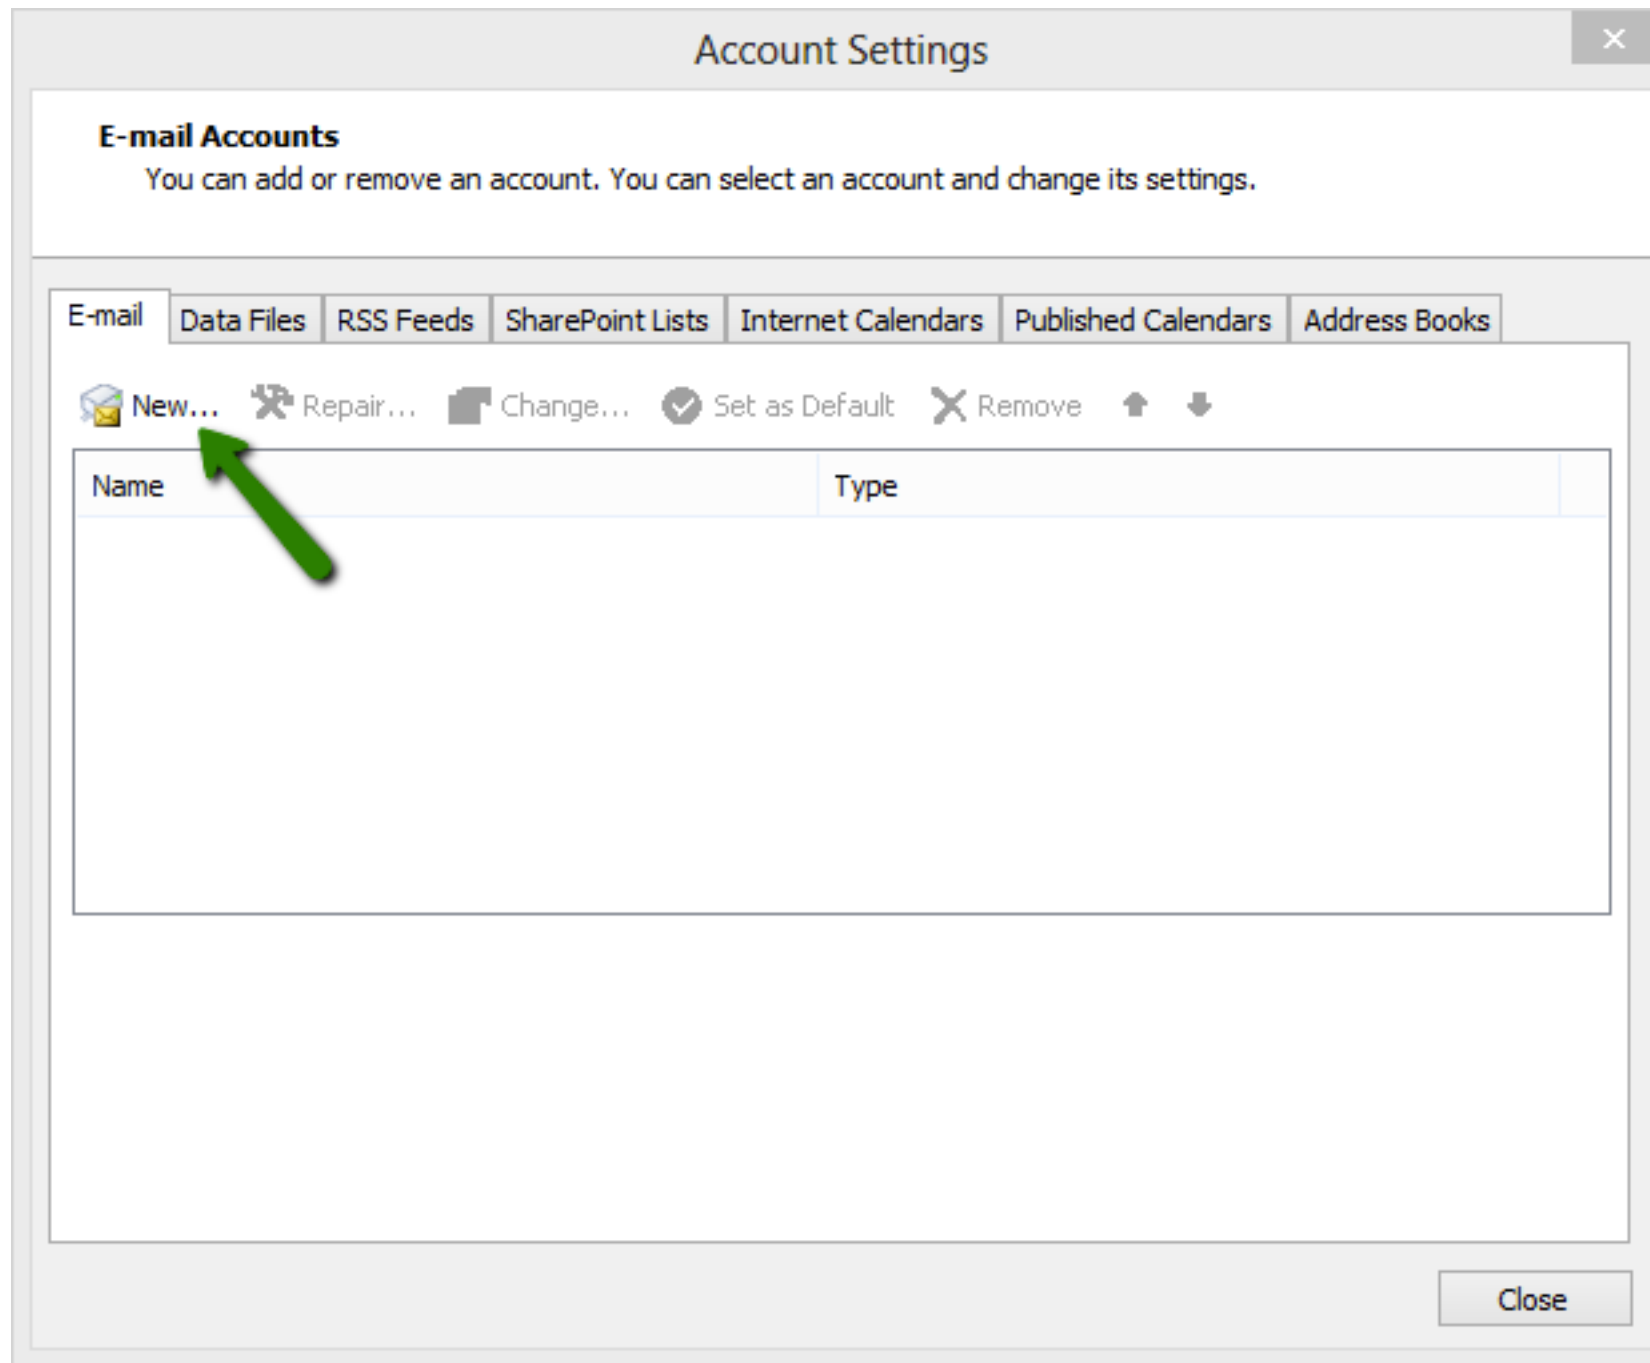 Account Settings
E-mail Accounts
You can add or remove an account. You can select an account and change its settings.
E-mail Data Files RSS Feeds SharePoint Lists Internet Calendars Published Calendars Address Books
New... Repair... Change... Set as Default Remove
Name Type
Close